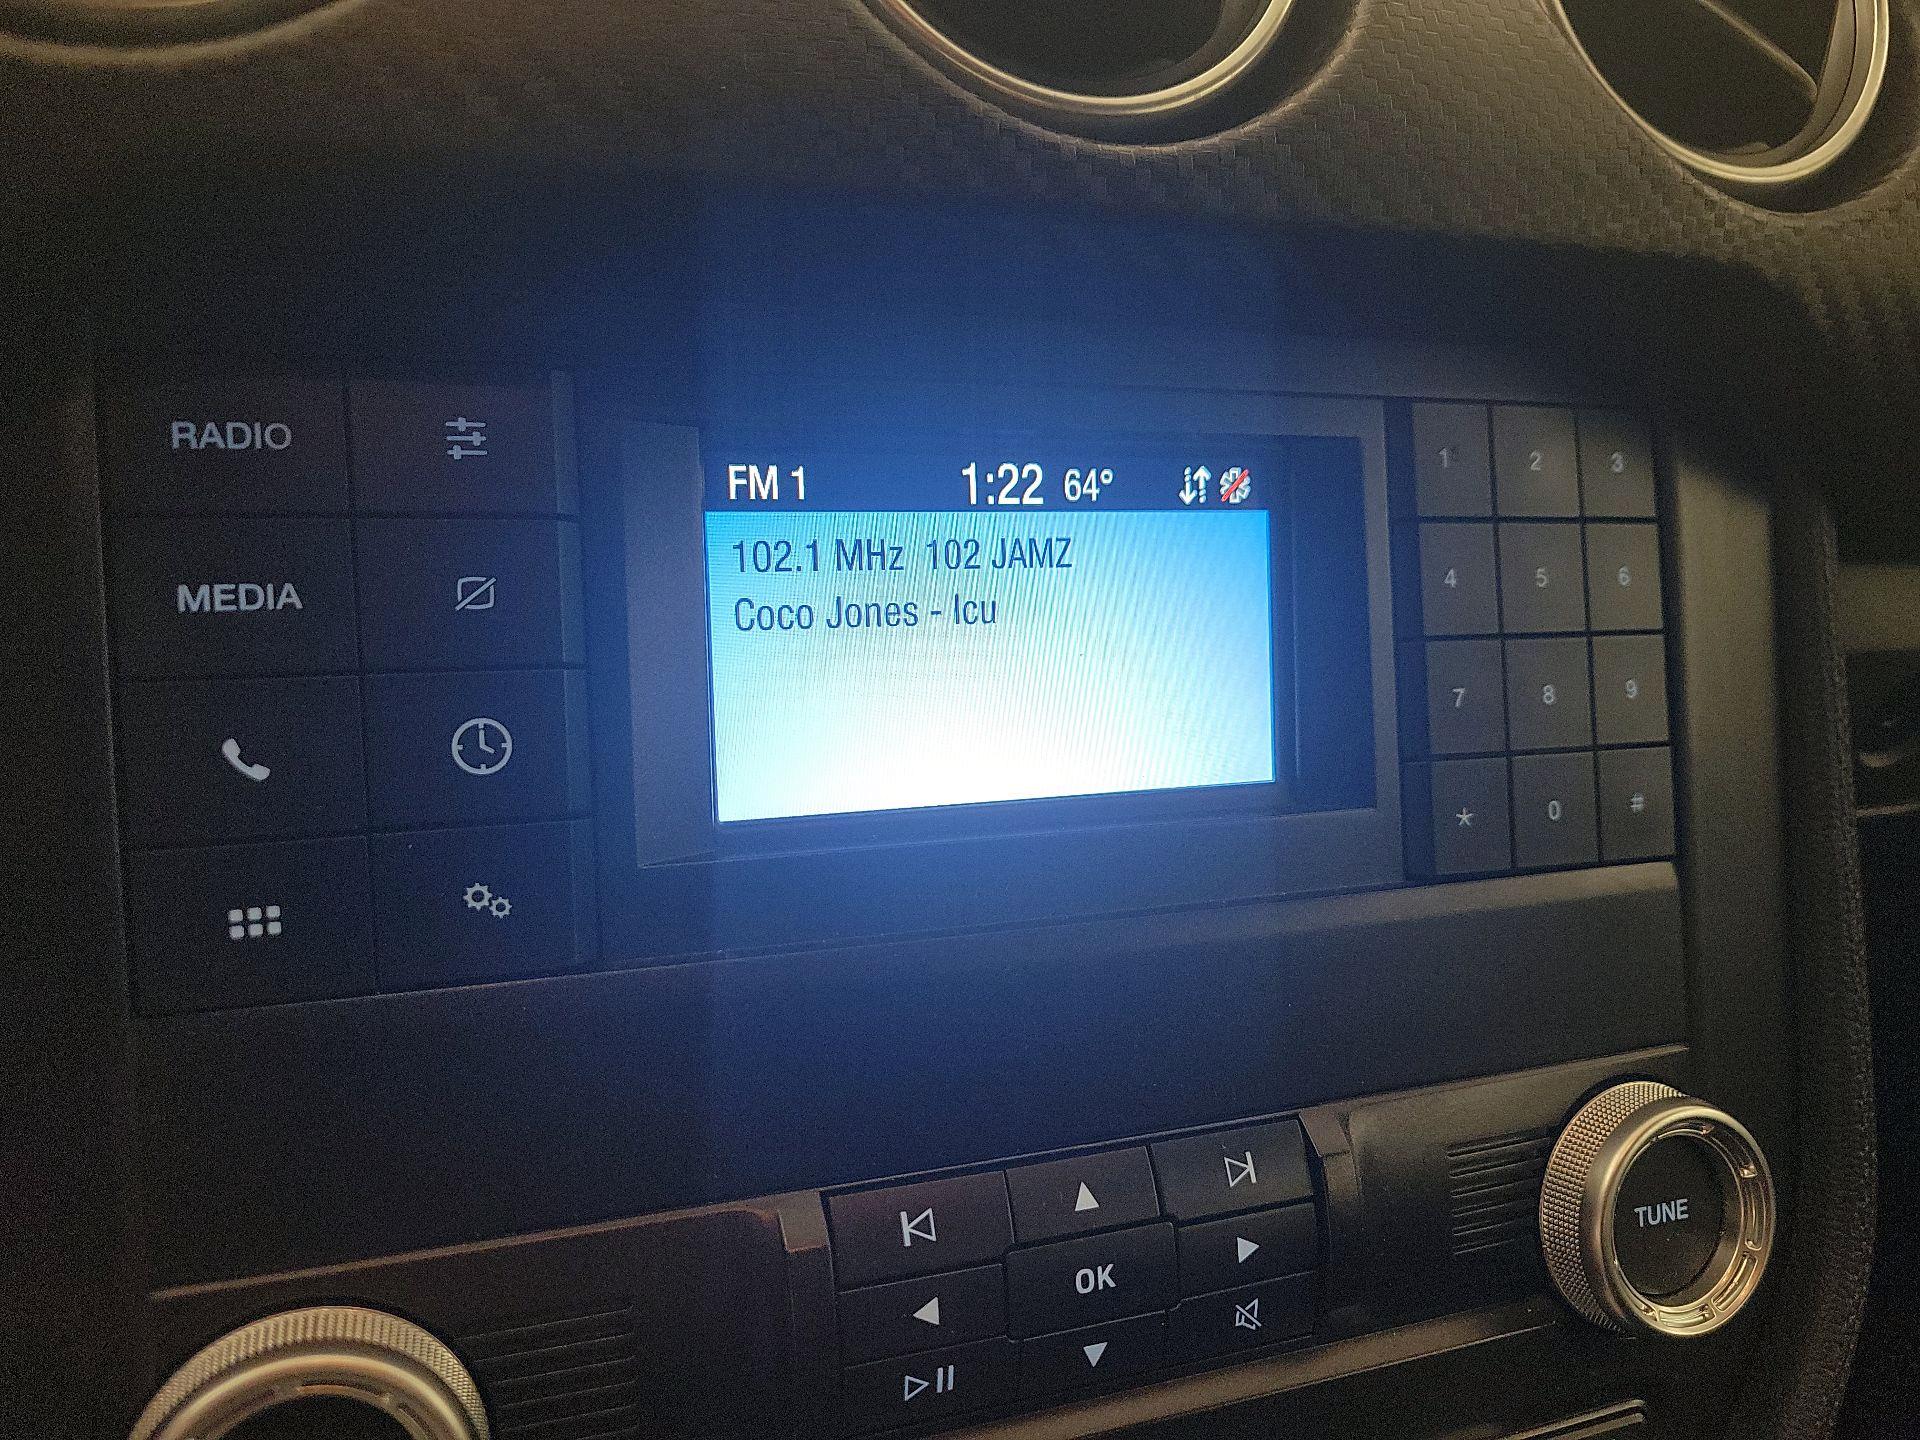 RADIO
MEDIA
FM 1 1:22 64°
102.1 MHz 102 JAMZ
Coco Jones - Icu
1 2 3
4 5 6
7 8 9
* 0 #
OK
TUNE